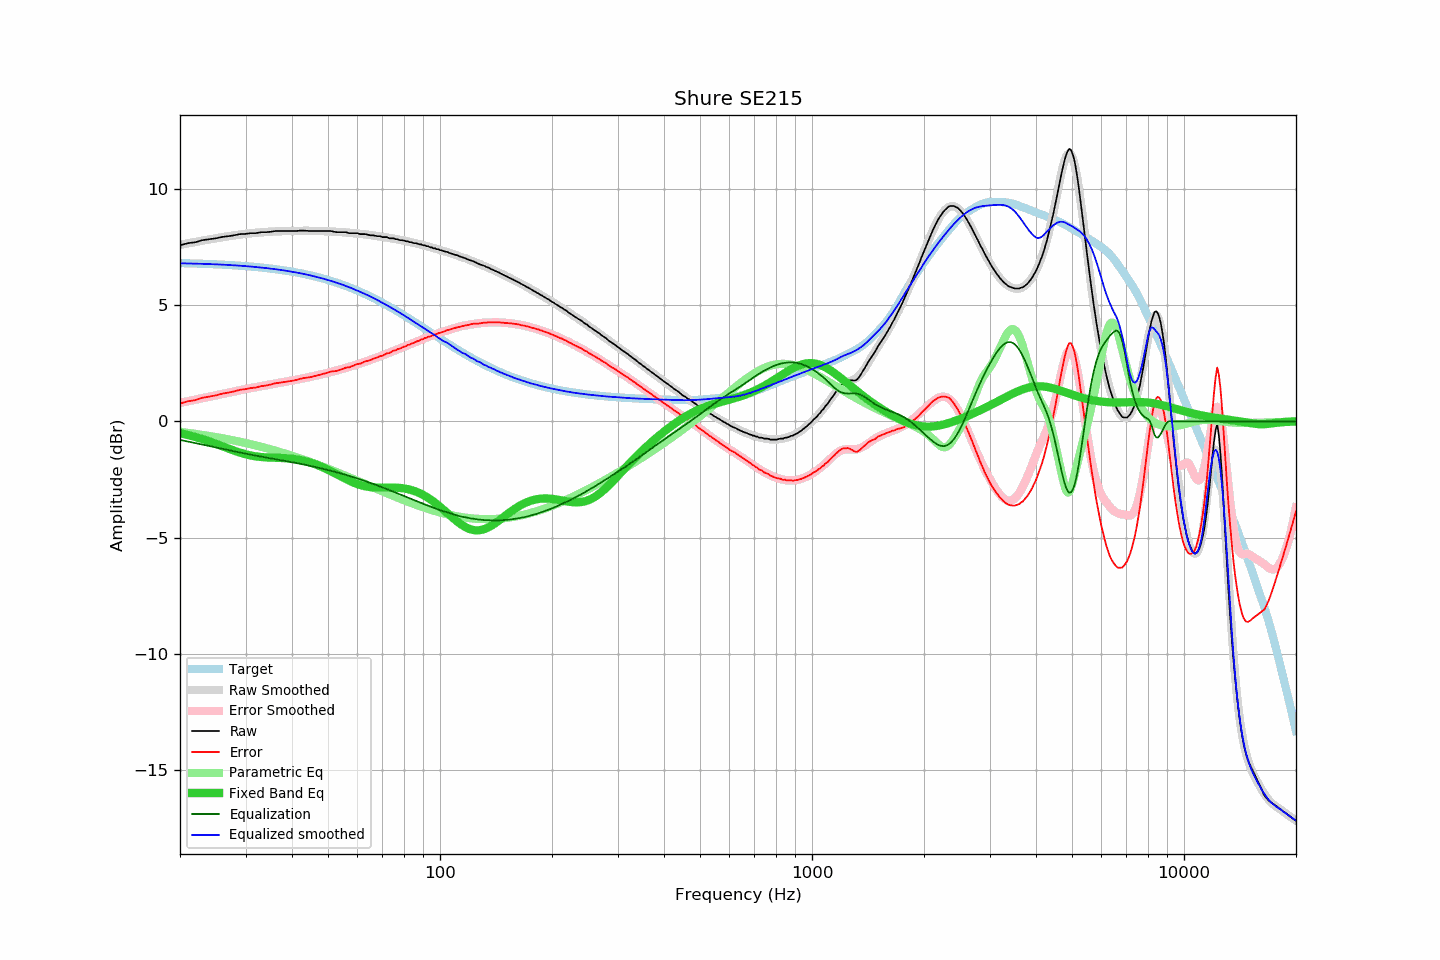 Shure SE215
Amplitude (dBr)
10
5
0
−5
−10
−15
Target
Raw Smoothed
Error Smoothed
Raw
Error
Parametric Eq
Fixed Band Eq
Equalization
Equalized smoothed
100
1000
10000
Frequency (Hz)